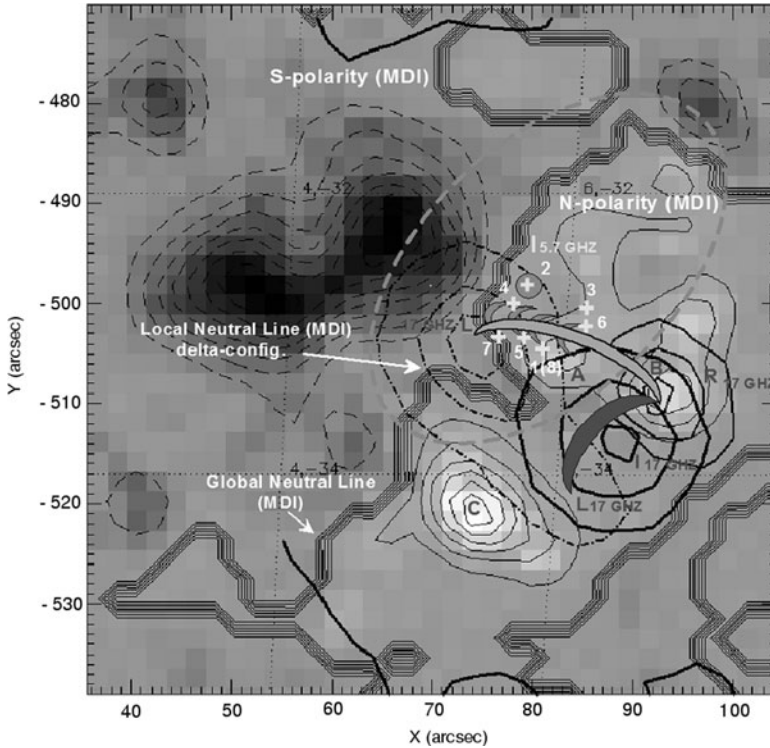 S-polarity (MDI)
- 480
4,-32
6,-32
- 490
N-polarity (MDI)
I 5.7 GHZ
2
4
3
- 500
17 GHZ L
6
Local Neutral Line (MDI)
delta-config.
7
5
1(8)
A
B
R 17 GHZ
Y (arcsec)
- 510
I 17 GHZ
4,-34
-34
Global Neutral Line
(MDI)
C
L 17 GHZ
- 520
- 530
40
50
60
70
80
90
100
X (arcsec)